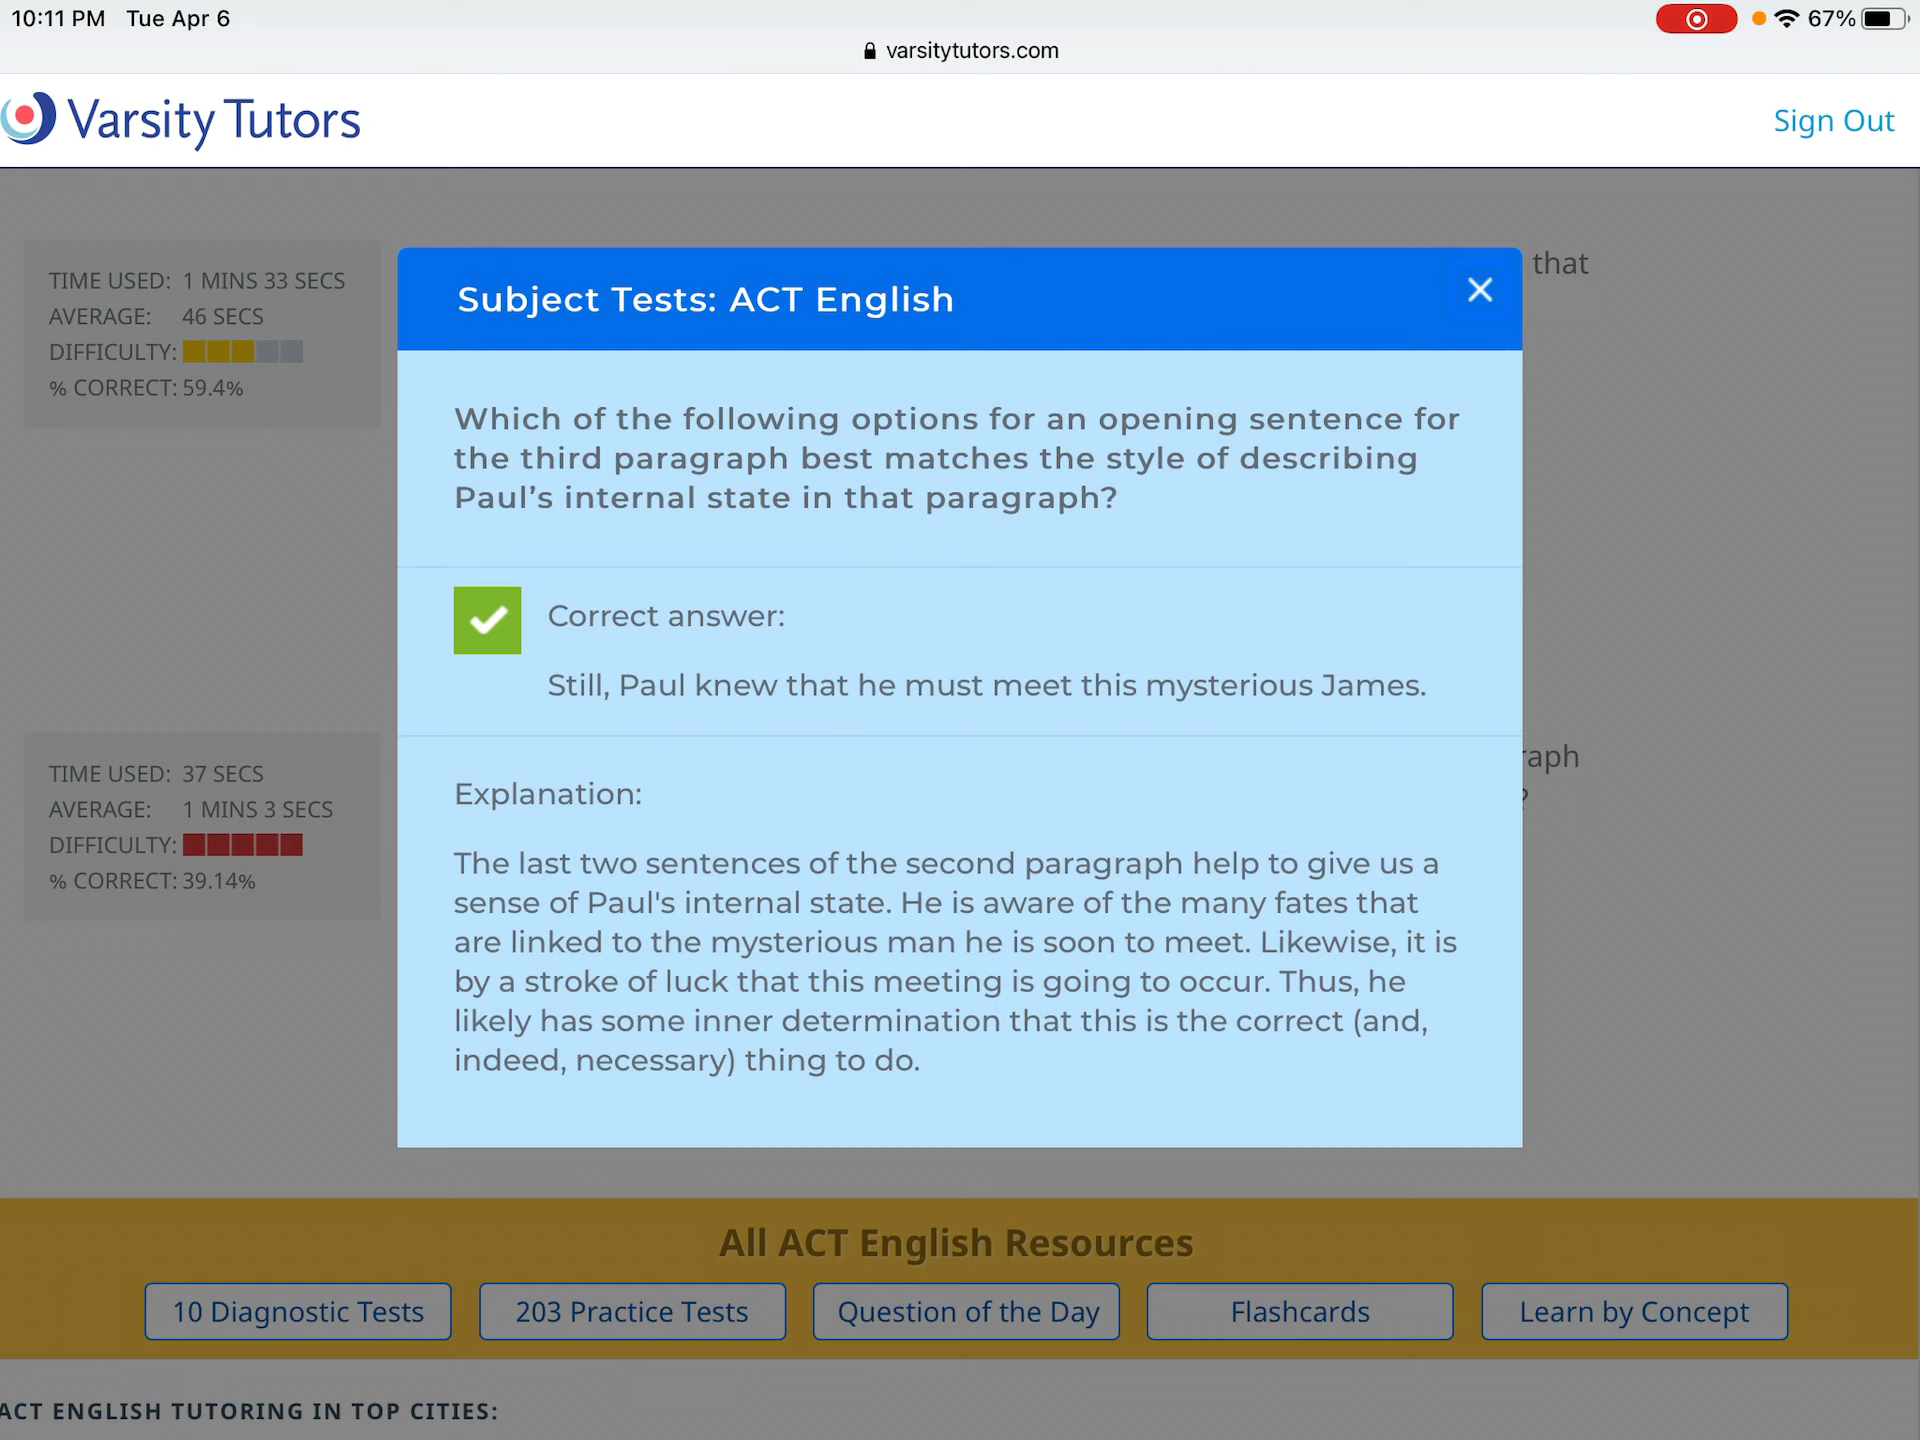 10:11 PM Tue Apr 6
67%
varsitytutors.com
Varsity Tutors
Sign Out
TIME USED: 1 MINS 33 SECS
AVERAGE: 46 SECS
DIFFICULTY:
% CORRECT: 59.4%
that
Subject Tests: ACT English
Which of the following options for an opening sentence for
the third paragraph best matches the style of describing
Paul’s internal state in that paragraph?
Correct answer:
Still, Paul knew that he must meet this mysterious James.
TIME USED: 37 SECS
AVERAGE: 1 MINS 3 SECS
DIFFICULTY:
% CORRECT: 39.14%
raph
?
Explanation:
The last two sentences of the second paragraph help to give us a
sense of Paul's internal state. He is aware of the many fates that
are linked to the mysterious man he is soon to meet. Likewise, it is
by a stroke of luck that this meeting is going to occur. Thus, he
likely has some inner determination that this is the correct (and,
indeed, necessary) thing to do.
All ACT English Resources
10 Diagnostic Tests
203 Practice Tests
Question of the Day
Flashcards
Learn by Concept
ACT ENGLISH TUTORING IN TOP CITIES: